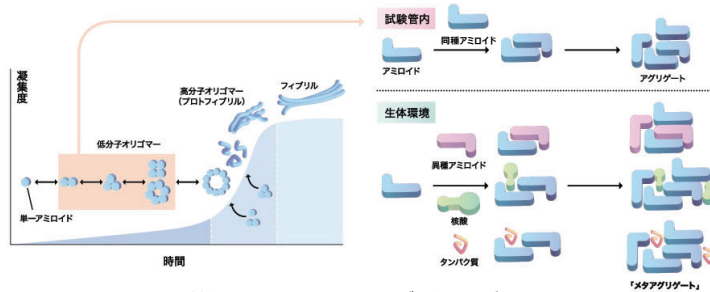 凝集度
単一アミロイド
低分子オリゴマー
高分子オリゴマー
(プロトフィブリル)
フィブリル
時間
試験管内
アミロイド
同種アミロイド
アグリゲート
生体環境
異種アミロイド
核酸
タンパク質
「メタアグリゲート」